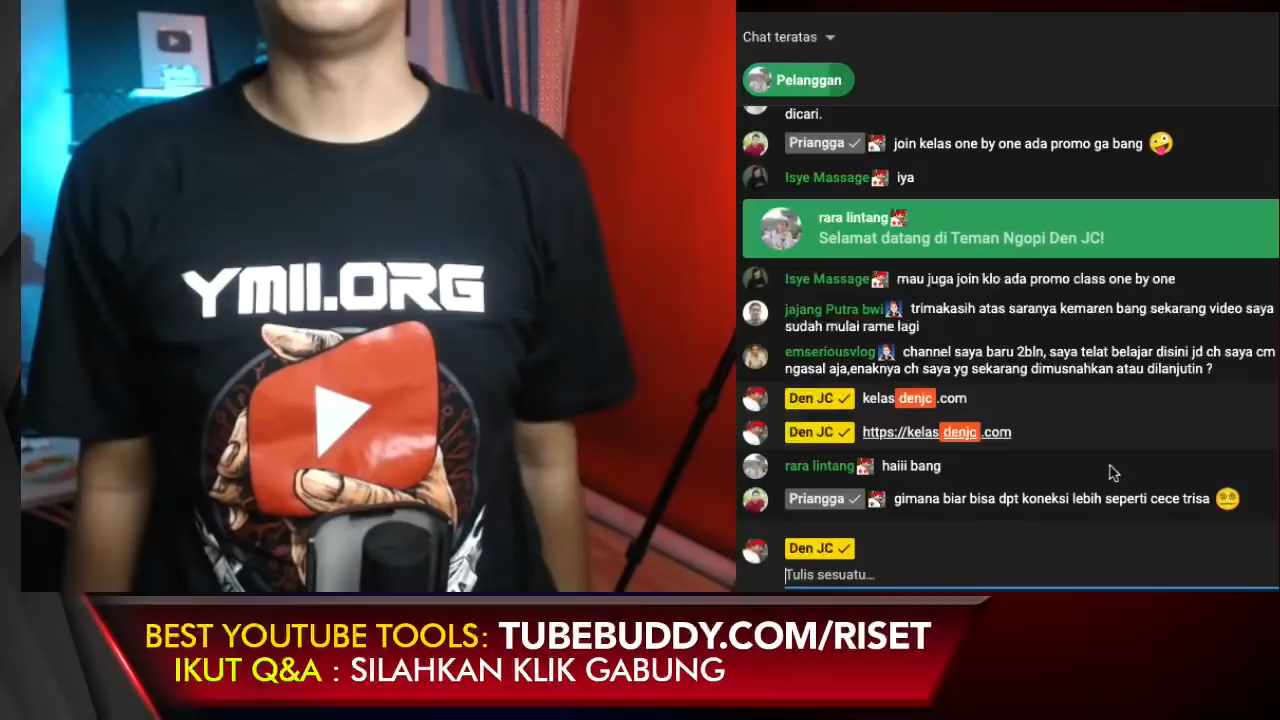 YMII.ORG
Chat teratas
Pelanggan
dicari.
Priangga join kelas one by one ada promo ga bang
Isye Massage iya
rara lintang
Selamat datang di Teman Ngopi Den JC!
Isye Massage mau juga join klo ada promo class one by one
jajang Putra bwi trimakasih atas saranya kemaren bang sekarang video saya
sudah mulai rame lagi
emseriousvlog channel saya baru 2bln, saya telat belajar disini jd ch saya cm
ngasal aja,enaknya ch saya yg sekarang dimusnahkan atau dilanjutin ?
Den JC kelasdenjc.com
Den JC https://kelasdenjc.com
rara lintang haiii bang
Priangga gimana biar bisa dpt koneksi lebih seperti cece trisa
Den JC
Tulis sesuatu...
BEST YOUTUBE TOOLS: TUBEBUDDY.COM/RISET
IKUT Q&A : SILAHKAN KLIK GABUNG